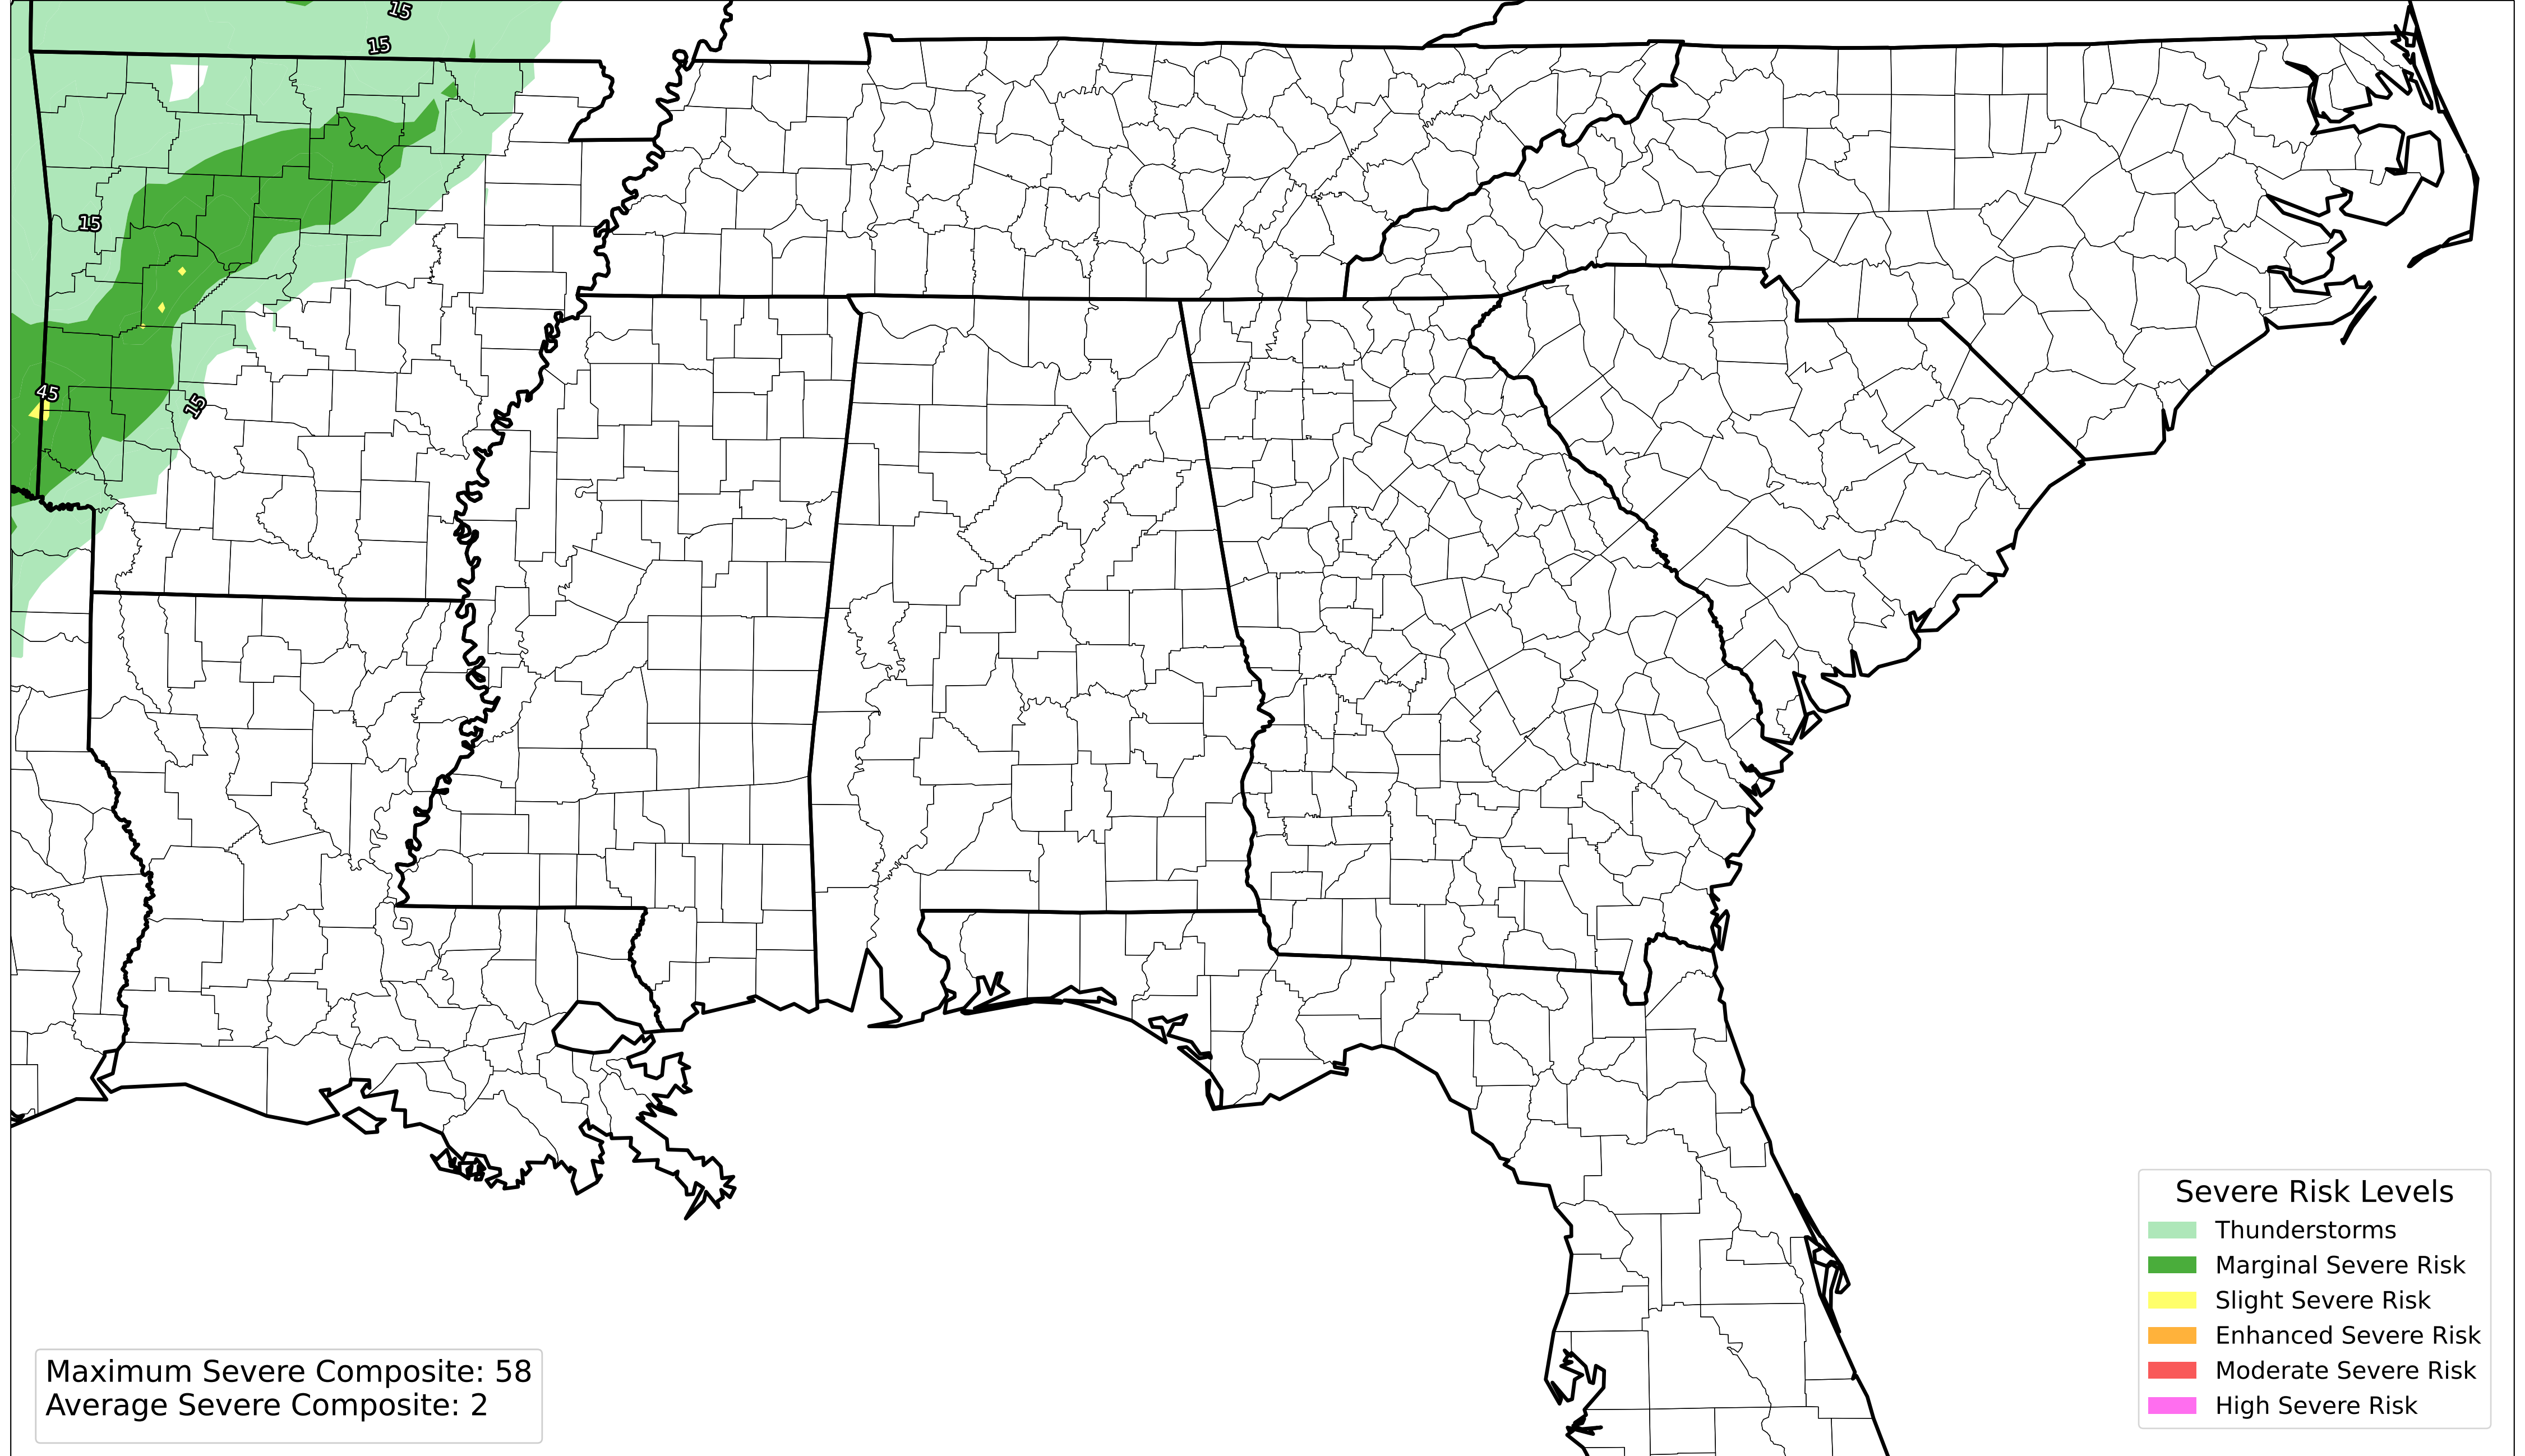 15
15
15
45
15
Severe Risk Levels
Thunderstorms
Marginal Severe Risk
Slight Severe Risk
Enhanced Severe Risk
Moderate Severe Risk
High Severe Risk
Maximum Severe Composite: 58
Average Severe Composite: 2